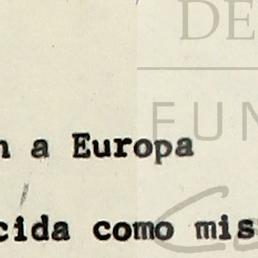 DE
FUN
a Europa
cida como mis